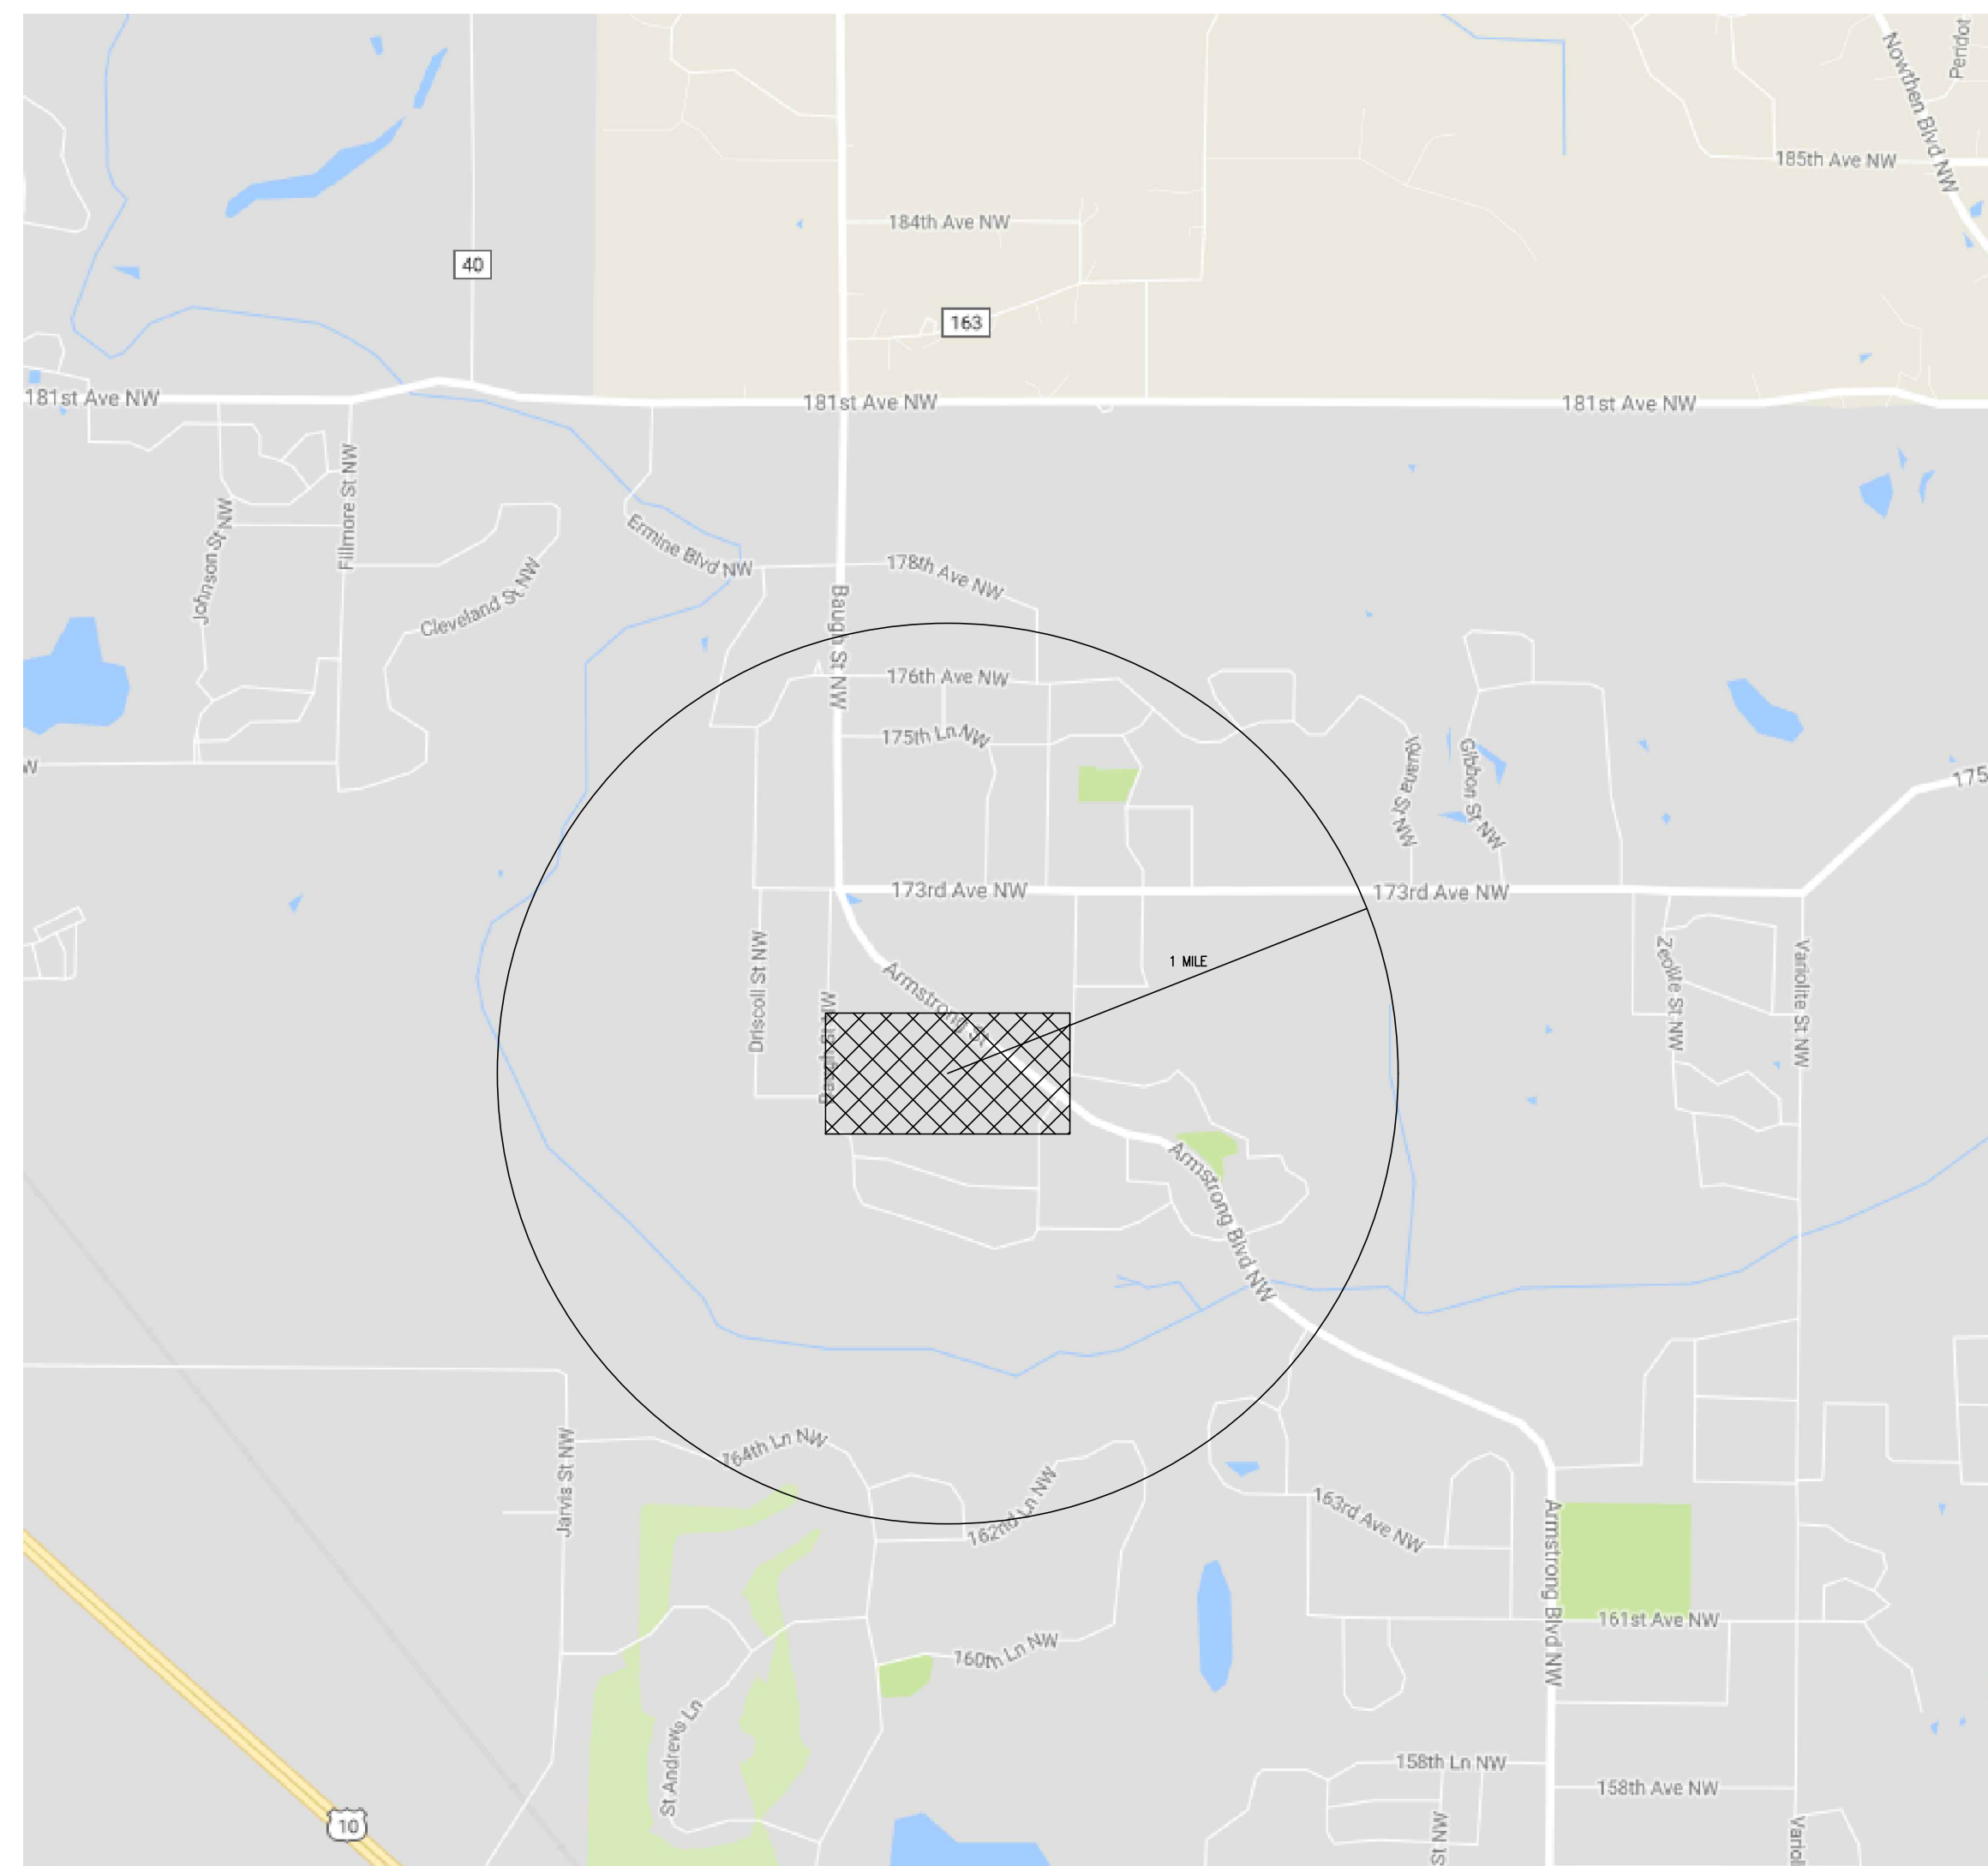 Nowthen Blvd NW
Peridot
185th Ave NW
184th Ave NW
40
163
181st Ave NW
181st Ave NW
181st Ave NW
Fillmore St NW
Johnson St NW
Ermine Blvd NW
178th Ave NW
Cleveland St NW
Baugh St NW
176th Ave NW
175th Ln NW
Gibbon St NW
W
175
173rd Ave NW
173rd Ave NW
1 MILE
Driscoll St NW
Armstrong St
Zeolite St NW
Variolite St NW
Armstrong Blvd NW
164th Ln NW
Jarvis St NW
162nd Ln NW
163rd Ave NW
Armstrong Blvd NW
161st Ave NW
160th Ln NW
St Andrews Ln
158th Ln NW
158th Ave NW
10
St NW
Variol